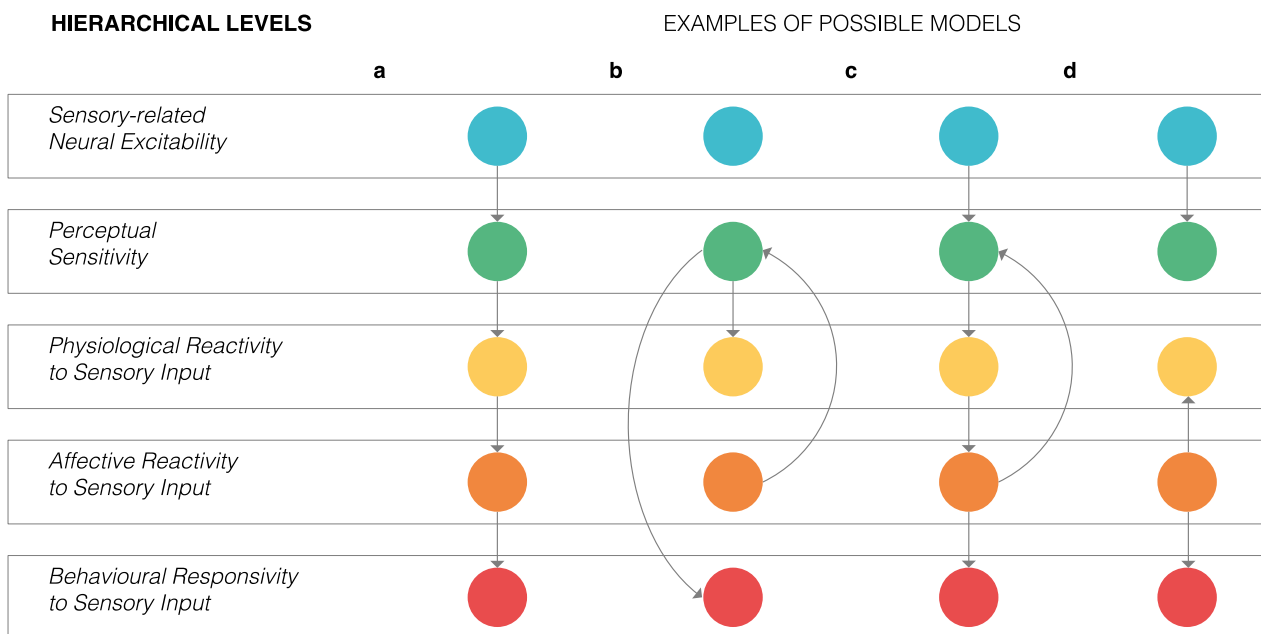 HIERARCHICAL LEVELS
EXAMPLES OF POSSIBLE MODELS
a
b
c
d
Sensory-related
Neural Excitability
Perceptual
Sensitivity
Physiological Reactivity
to Sensory Input
Affective Reactivity
to Sensory Input
Behavioural Responsivity
to Sensory Input